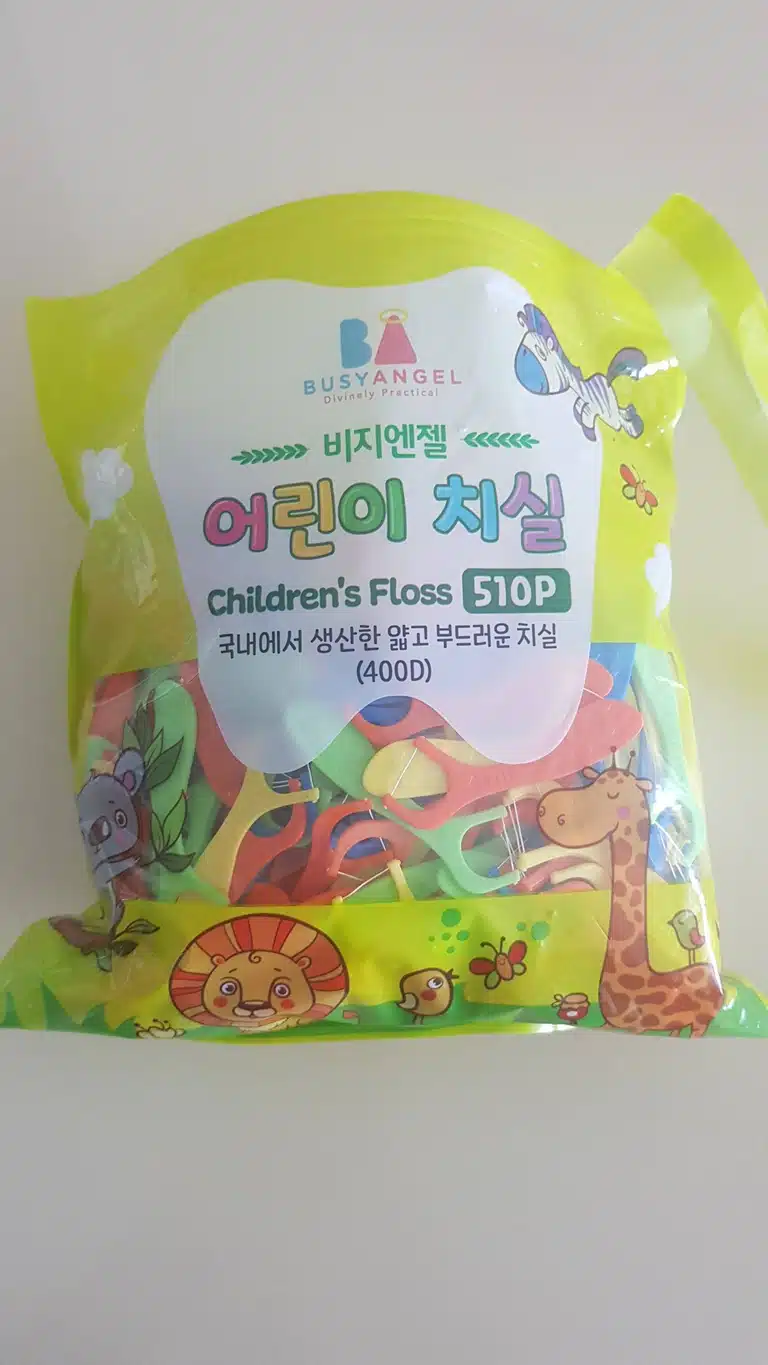 BA
BUSYANGEL
Divinely Practical
비지엔젤
어린이 치실
Children's Floss 510P
국내에서 생산한 얇고 부드러운 치실
(400D)